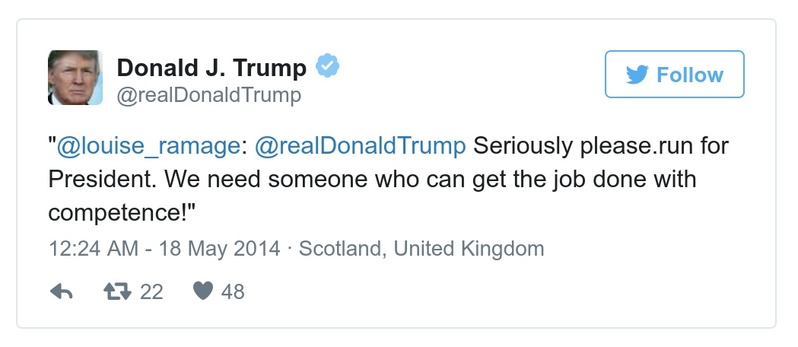 Donald J. Trump
@realDonaldTrump
Follow
"@louise_ramage: @realDonaldTrump Seriously please.run for
President. We need someone who can get the job done with
competence!"
12:24 AM - 18 May 2014 · Scotland, United Kingdom
22 48